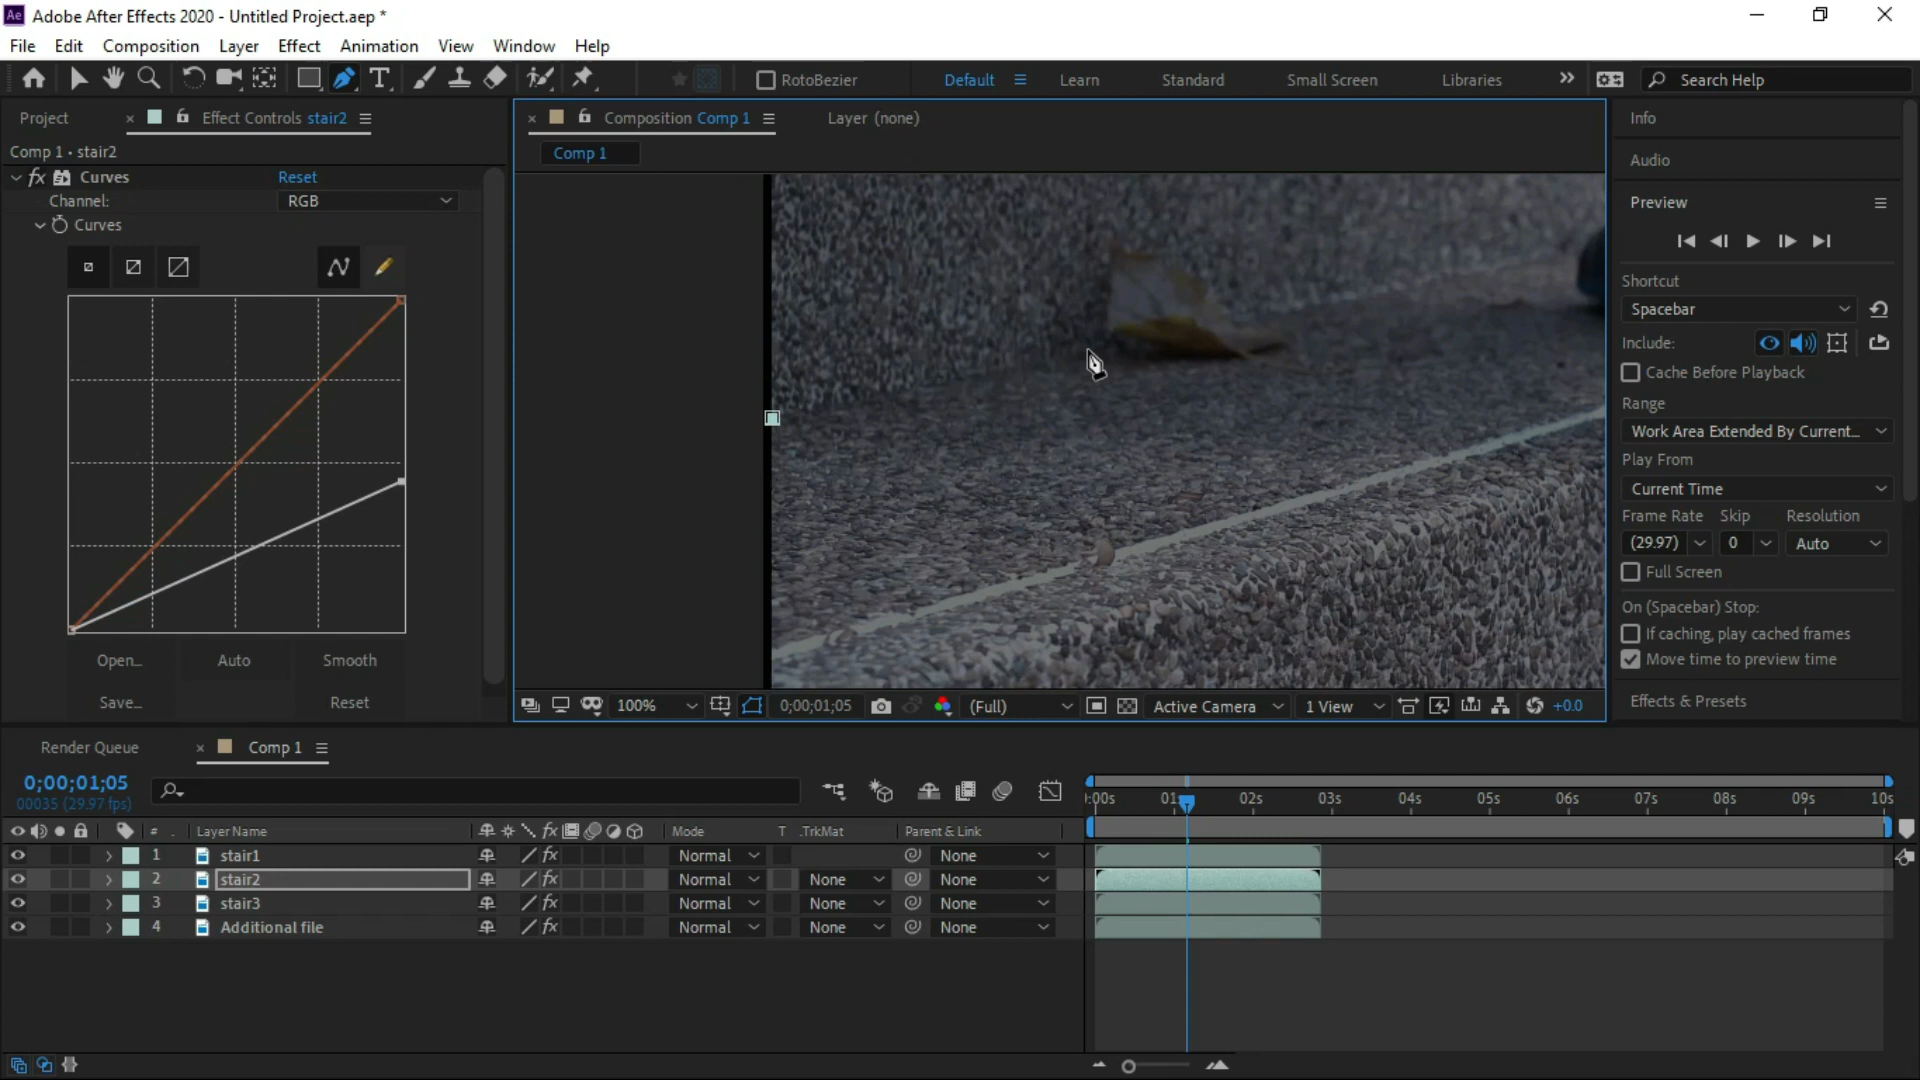 Ae Adobe After Effects 2020 - Untitled Project.aep *
File Edit Composition Layer Effect Animation View Window Help
T RotoBezier Default Learn Standard Small Screen Libraries Search Help
Project Effect Controls stair2
Comp 1 • stair2
fx Curves Reset
Channel: RGB
Curves
Open...
Auto
Smooth
Save...
Reset
Composition Comp 1 Layer (none)
Comp 1
100% 0;00;01;05 (Full) Active Camera 1 View +0.0
Info
Audio
Preview
Shortcut
Spacebar
Include:
Cache Before Playback
Range
Work Area Extended By Current...
Play From
Current Time
Frame Rate Skip Resolution
(29.97) 0 Auto
Full Screen
On (Spacebar) Stop:
If caching, play cached frames
Move time to preview time
Effects & Presets
Render Queue Comp 1
0;00;01;05
00035 (29.97 fps)
):00s 01s 02s 03s 04s 05s 06s 07s 08s 09s 10s
# . Layer Name fx Mode T .TrkMat Parent & Link
1 stair1 fx Normal None
2 stair2 fx Normal None None
3 stair3 fx Normal None None
4 Additional file fx Normal None None